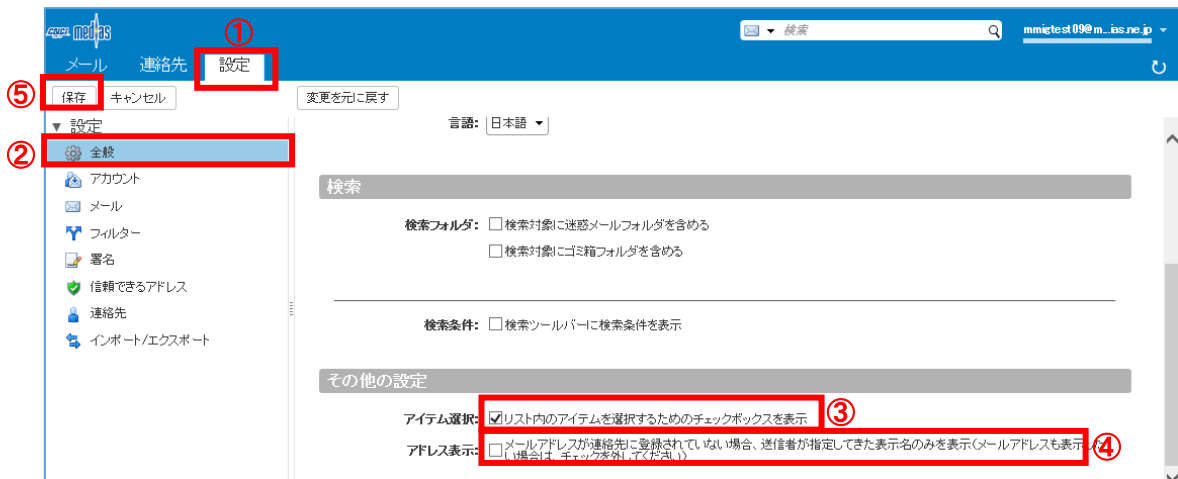 CNCI medias
①
検索
mmigtest09@m...ias.ne.jp
メール 連絡先 設定
⑤
保存 キャンセル 変更を元に戻す
設定
言語: 日本語
②
全般
アカウント
検索
メール
検索フォルダ: 検索対象に迷惑メールフォルダを含める
フィルター
検索対象にゴミ箱フォルダを含める
署名
信頼できるアドレス
連絡先
検索条件: 検索ツールバーに検索条件を表示
インポート/エクスポート
その他の設定
アイテム選択: リスト内のアイテムを選択するためのチェックボックスを表示
③
アドレス表示: メールアドレスが連絡先に登録されていない場合、送信者が指定してきた表示名のみを表示(メールアドレスも表示した
い場合は、チェックを外してください)
④